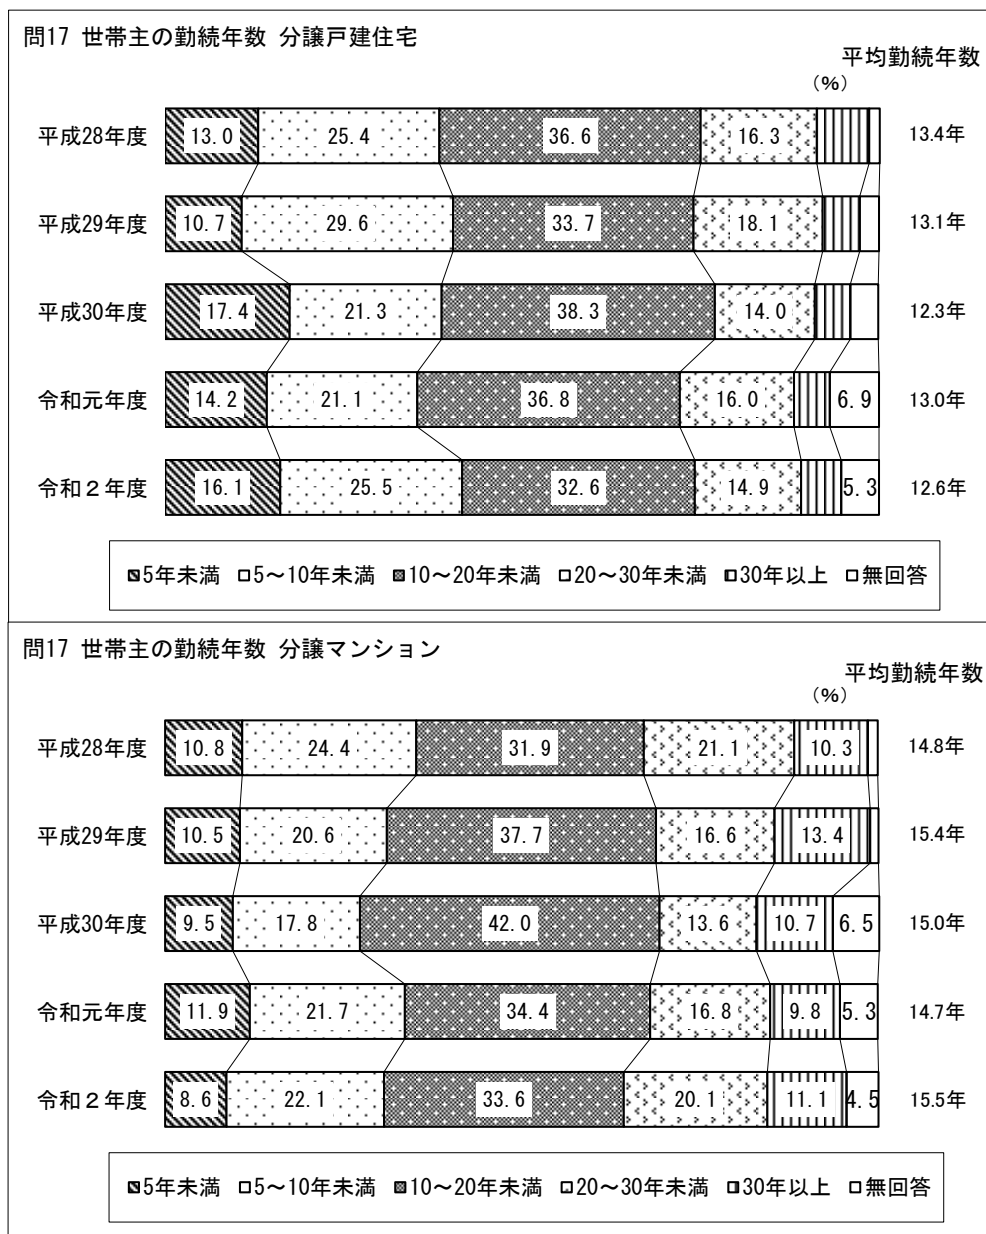 問17 世帯主の勤続年数 分譲戸建住宅
平均勤続年数
(%)
平成28年度 13.0 25.4 36.6 16.3 13.4年
平成29年度 10.7 29.6 33.7 18.1 13.1年
平成30年度 17.4 21.3 38.3 14.0 12.3年
令和元年度 14.2 21.1 36.8 16.0 6.9 13.0年
令和２年度 16.1 25.5 32.6 14.9 5.3 12.6年
5年未満 5～10年未満 10～20年未満 20～30年未満 30年以上 無回答
問17 世帯主の勤続年数 分譲マンション
平均勤続年数
(%)
平成28年度 10.8 24.4 31.9 21.1 10.3 14.8年
平成29年度 10.5 20.6 37.7 16.6 13.4 15.4年
平成30年度 9.5 17.8 42.0 13.6 10.7 6.5 15.0年
令和元年度 11.9 21.7 34.4 16.8 9.8 5.3 14.7年
令和２年度 8.6 22.1 33.6 20.1 11.1 4.5 15.5年
5年未満 5～10年未満 10～20年未満 20～30年未満 30年以上 無回答